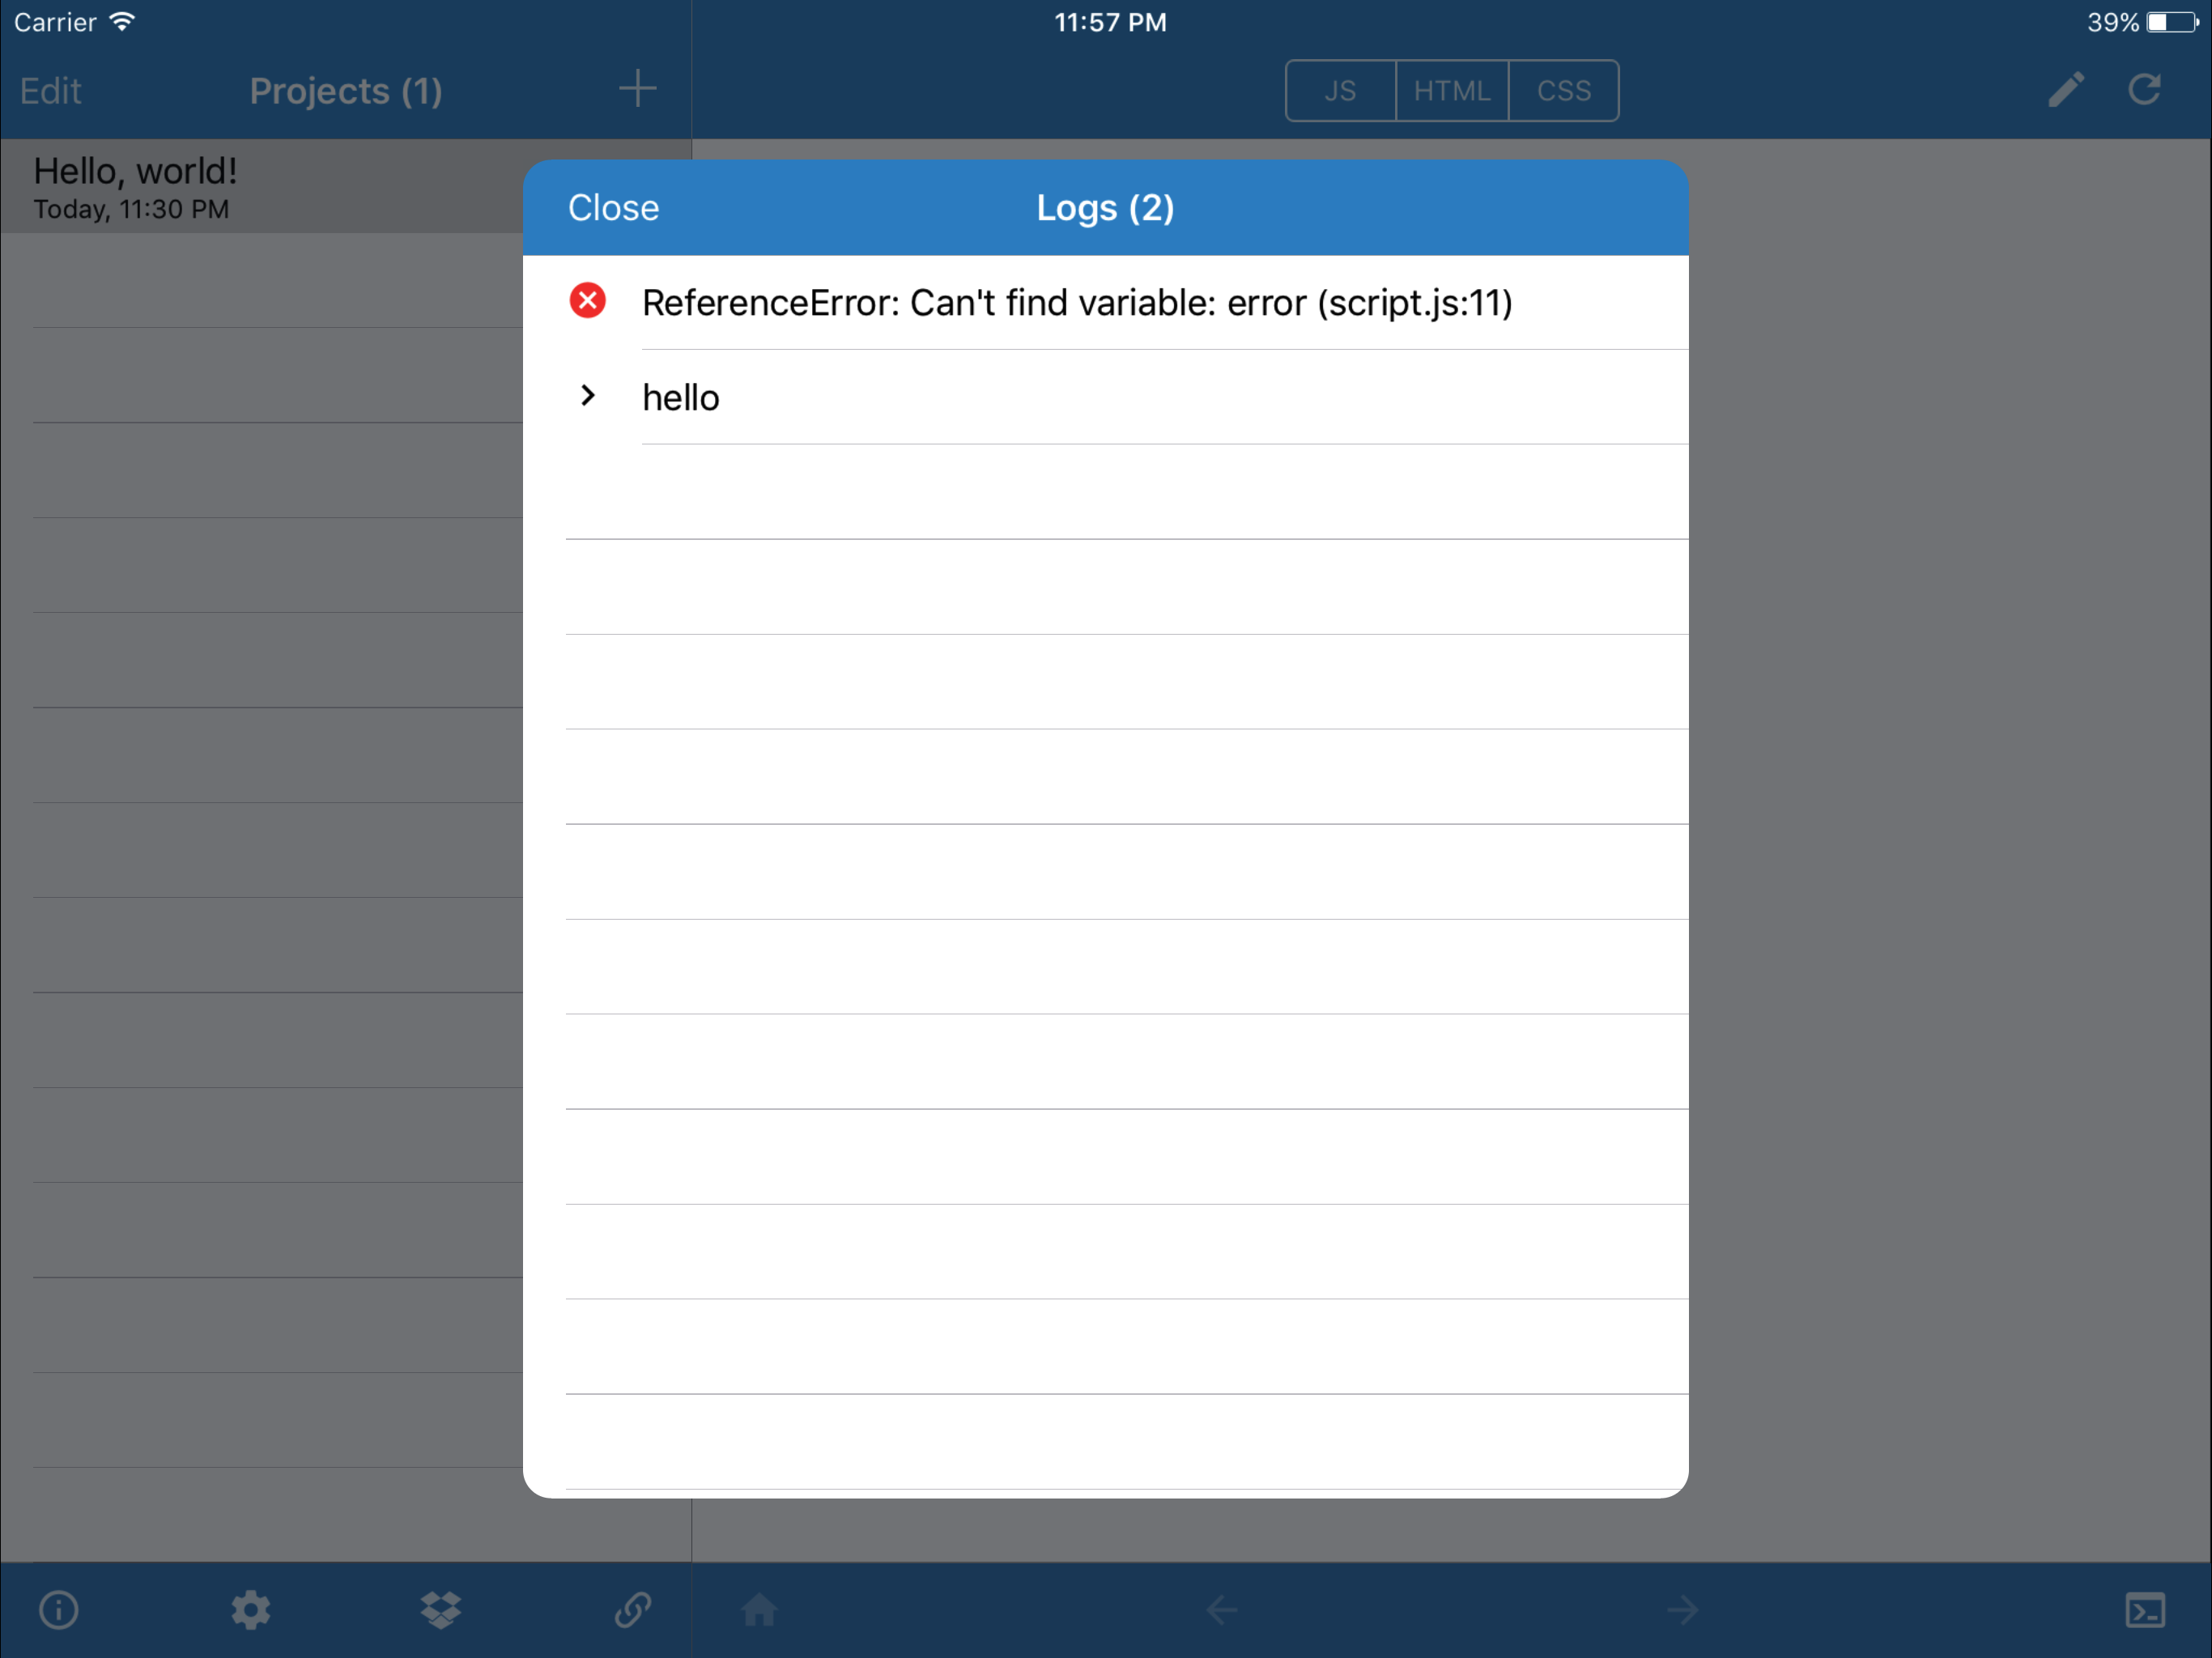 Carrier
11:57 PM
39%
Edit
Projects (1)
JS
HTML
CSS
Hello, world!
Today, 11:30 PM
Close
Logs (2)
ReferenceError: Can't find variable: error (script.js:11)
hello